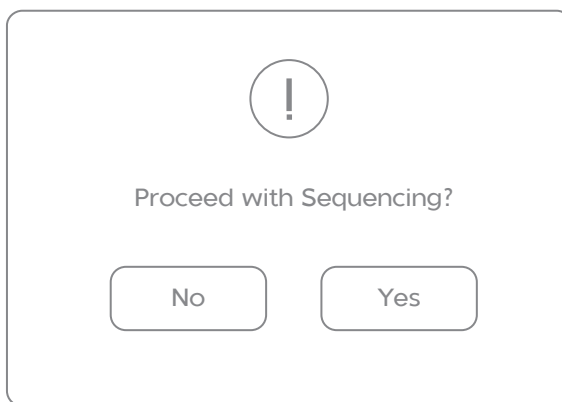 !
Proceed with Sequencing?
No Yes